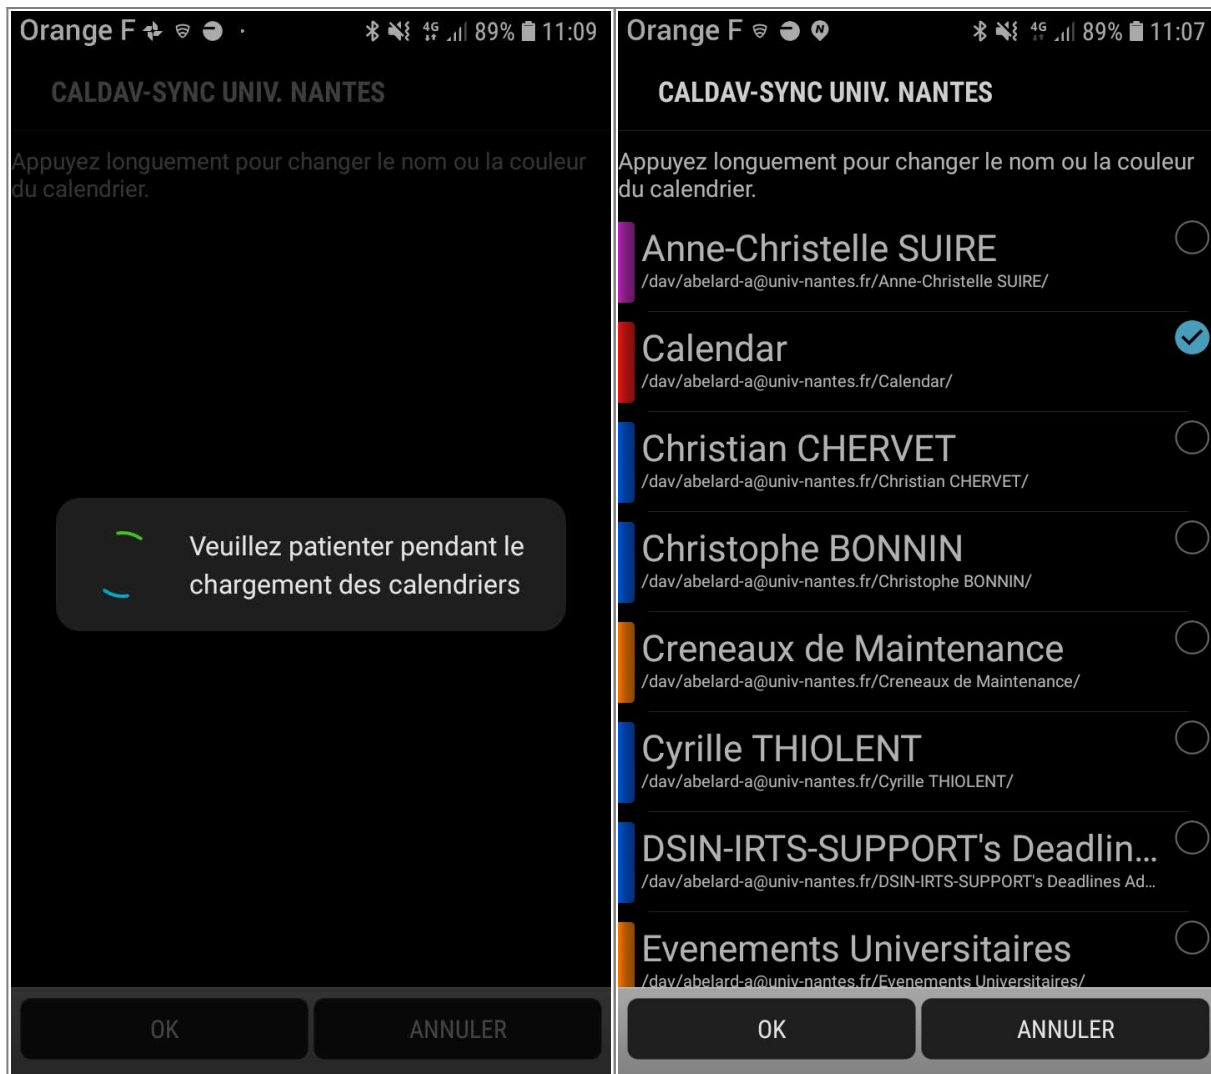 Orange F 4G 89% 11:09
CALDAV-SYNC UNIV. NANTES
Appuyez longuement pour changer le nom ou la couleur
du calendrier.
Veuillez patienter pendant le
chargement des calendriers
OK ANNULER
Orange F N 4G 89% 11:07
CALDAV-SYNC UNIV. NANTES
Appuyez longuement pour changer le nom ou la couleur
du calendrier.
Anne-Christelle SUIRE
/dav/abelard-a@univ-nantes.fr/Anne-Christelle SUIRE/
Calendar
/dav/abelard-a@univ-nantes.fr/Calendar/
Christian CHERVET
/dav/abelard-a@univ-nantes.fr/Christian CHERVET/
Christophe BONNIN
/dav/abelard-a@univ-nantes.fr/Christophe BONNIN/
Creneaux de Maintenance
/dav/abelard-a@univ-nantes.fr/Creneaux de Maintenance/
Cyrille THIOLENT
/dav/abelard-a@univ-nantes.fr/Cyrille THIOLENT/
DSIN-IRTS-SUPPORT's Deadlin...
/dav/abelard-a@univ-nantes.fr/DSIN-IRTS-SUPPORT's Deadlines Ad...
Evenements Universitaires
/dav/abelard-a@univ-nantes.fr/Evenements Universitaires/
OK ANNULER